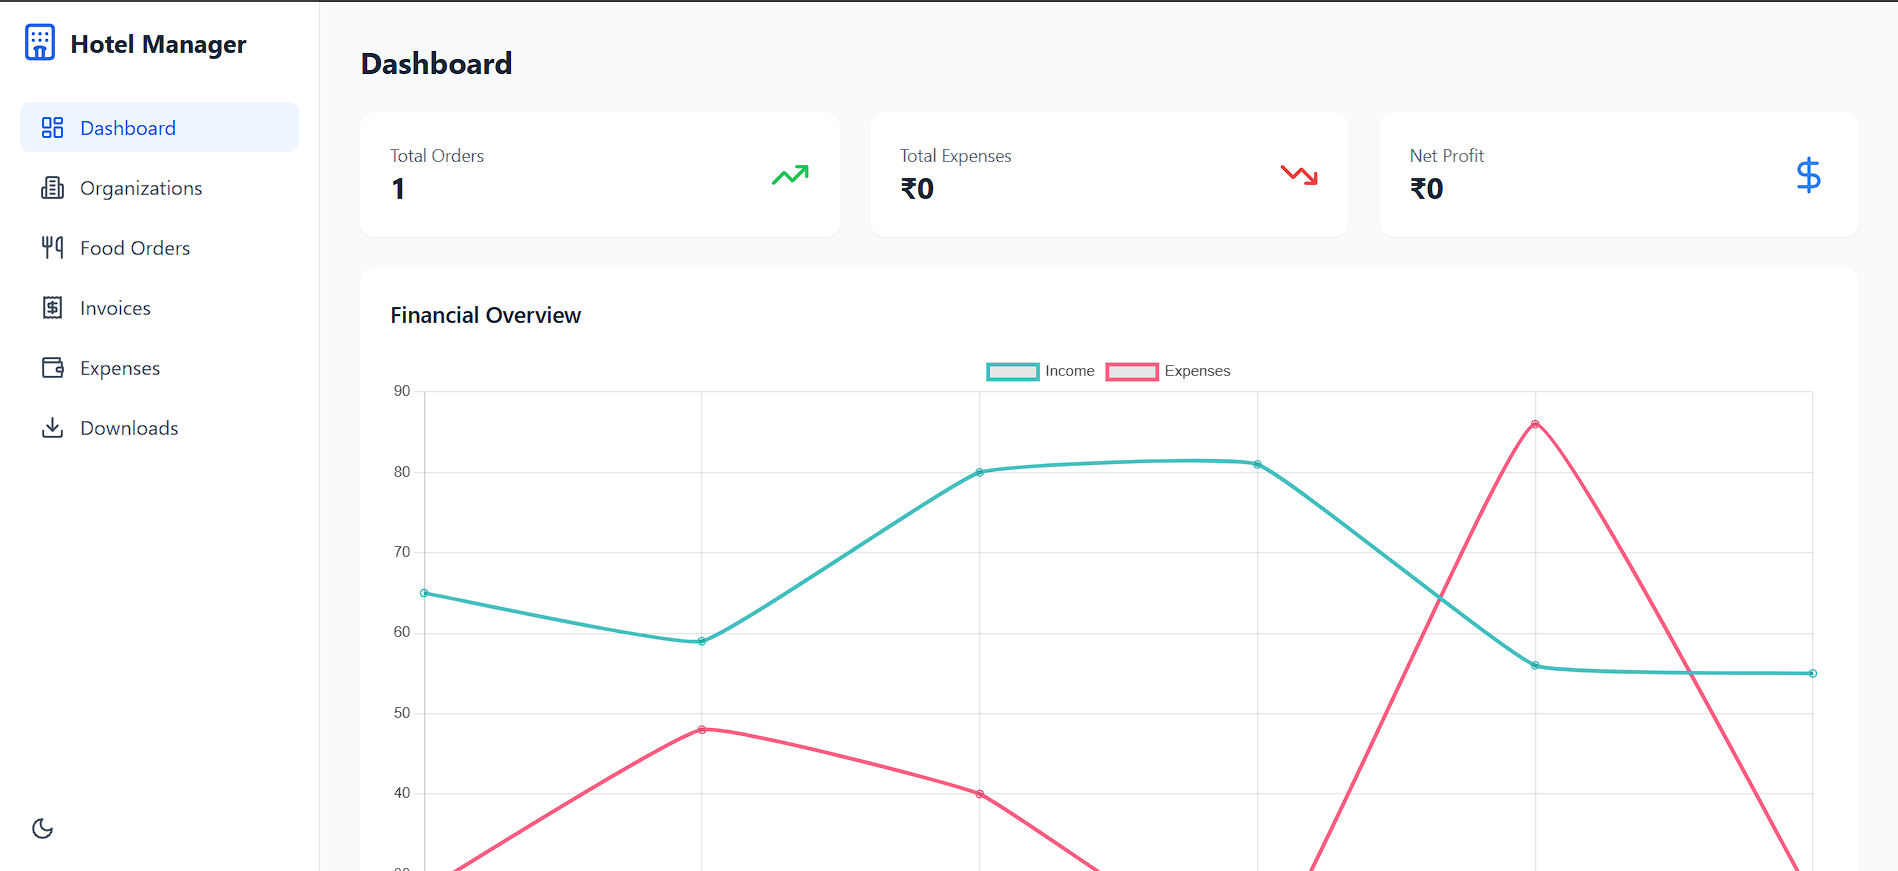 Hotel Manager
Dashboard
Organizations
Food Orders
Invoices
Expenses
Downloads
Dashboard
Total Orders
1
Total Expenses
₹0
Net Profit
₹0
Financial Overview
Income
Expenses
90
80
70
60
50
40